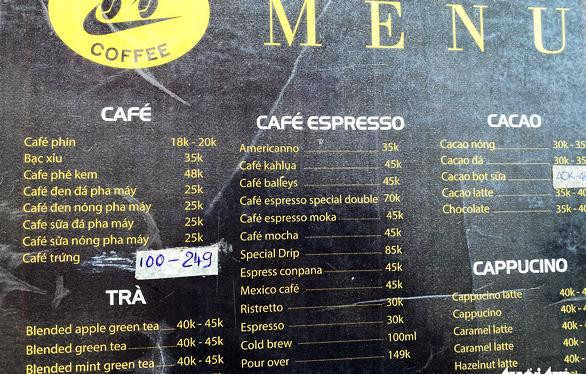 COFFEE
MENU
CAFÉ
Café phin 18k - 20k
Bạc xíu 35k
Cafe phê kem 48k
Café đen đá pha máy 25k
Café đen nóng pha máy 25k
Cafe sữa đá pha máy 25k
Cafe sữa nóng pha máy 25k
Café trứng 100-249
TRÀ
Blended apple green tea 40k - 45k
Blended green tea 40k - 45k
Blended mint green tea 40k - 45k
CAFÉ ESPRESSO
Americanno 35k
Café kahlua 45k
Café balleys 45k
Café espresso special double 70k
Café espresso moka 45k
Café mocha 45k
Special Drip 85k
Espress conpana 45k
Mexico café 45k
Ristretto 30k
Espresso 30k
Cold brew 100ml
Pour over 149k
CACAO
Cacao nóng 30k - 35
Cacao đá 30k - 35
Cacao bọt sữa
Cacao latte 35k - 40
Chocolate 35k - 40
CAPPUCINO
Cappucino latte 40k -
Cappucino 40k -
Caramel latte 40k -
Caramel latte 40k -
Hazelnut latte 40k -